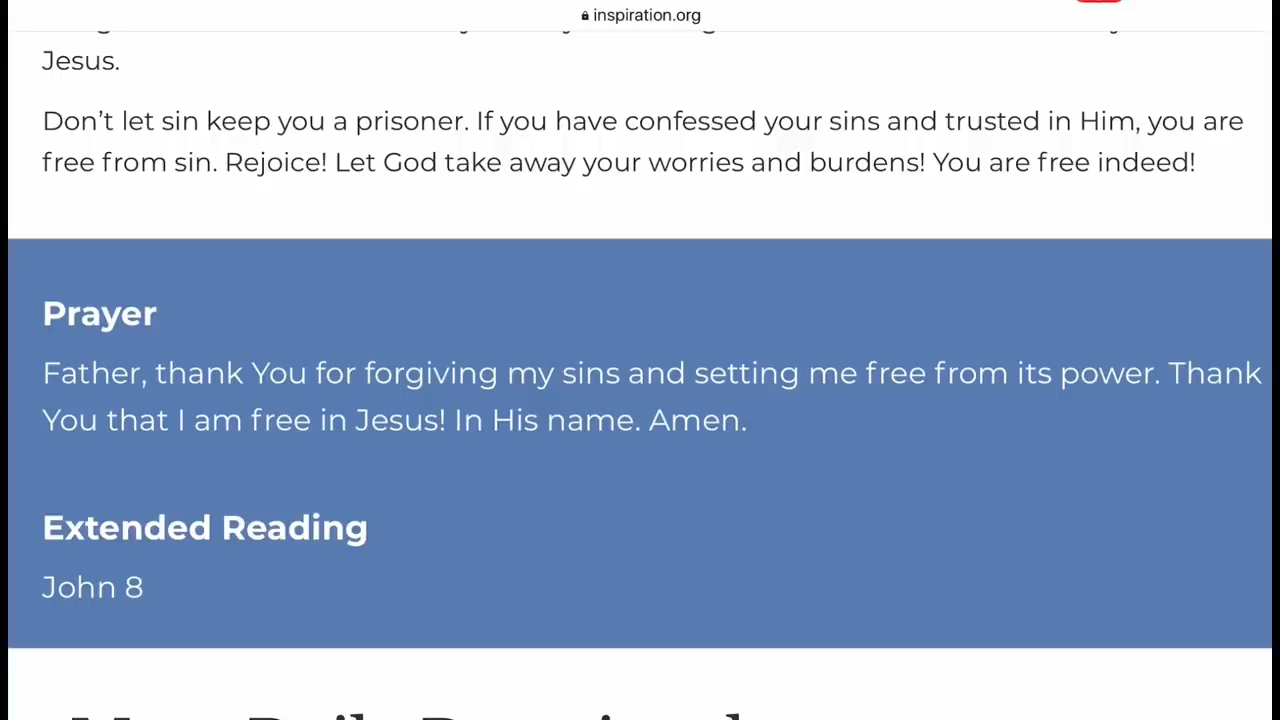 inspiration.org
Jesus.
Don’t let sin keep you a prisoner. If you have confessed your sins and trusted in Him, you are
free from sin. Rejoice! Let God take away your worries and burdens! You are free indeed!
Prayer
Father, thank You for forgiving my sins and setting me free from its power. Thank
You that I am free in Jesus! In His name. Amen.
Extended Reading
John 8